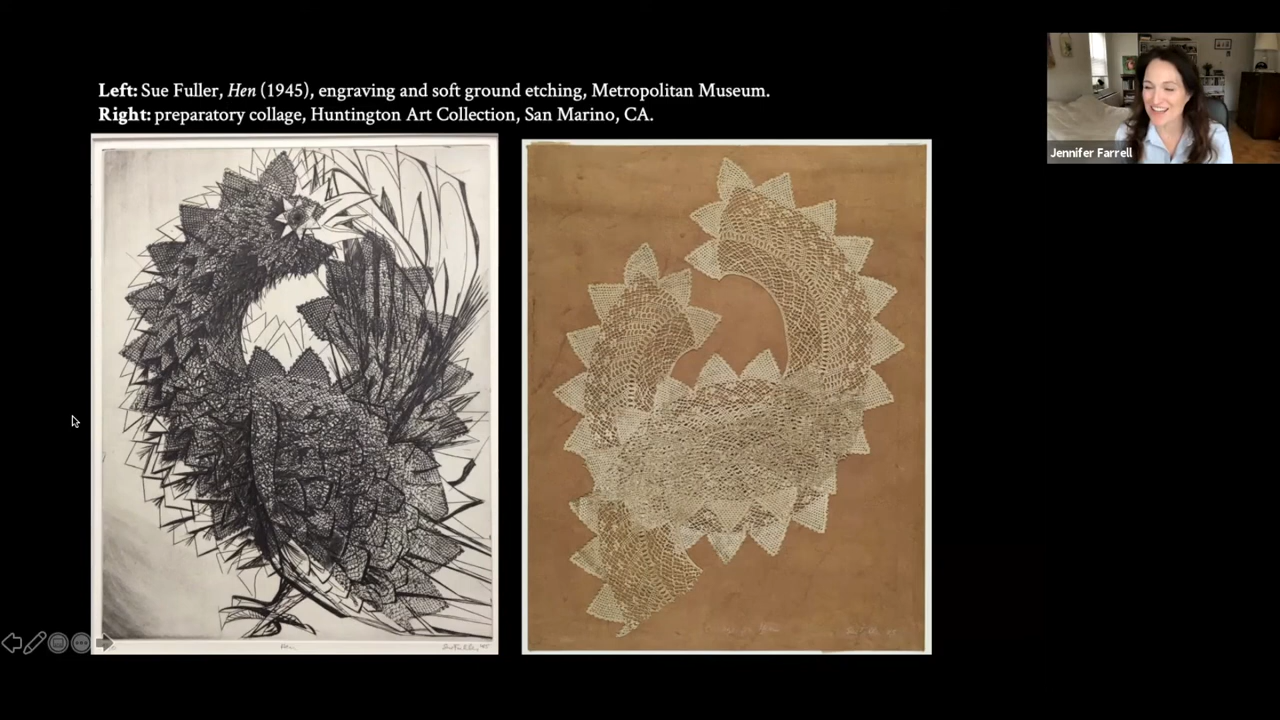 Left: Sue Fuller, Hen (1945), engraving and soft ground etching, Metropolitan Museum.
Right: preparatory collage, Huntington Art Collection, San Marino, CA.
Jennifer Farrell
Hen